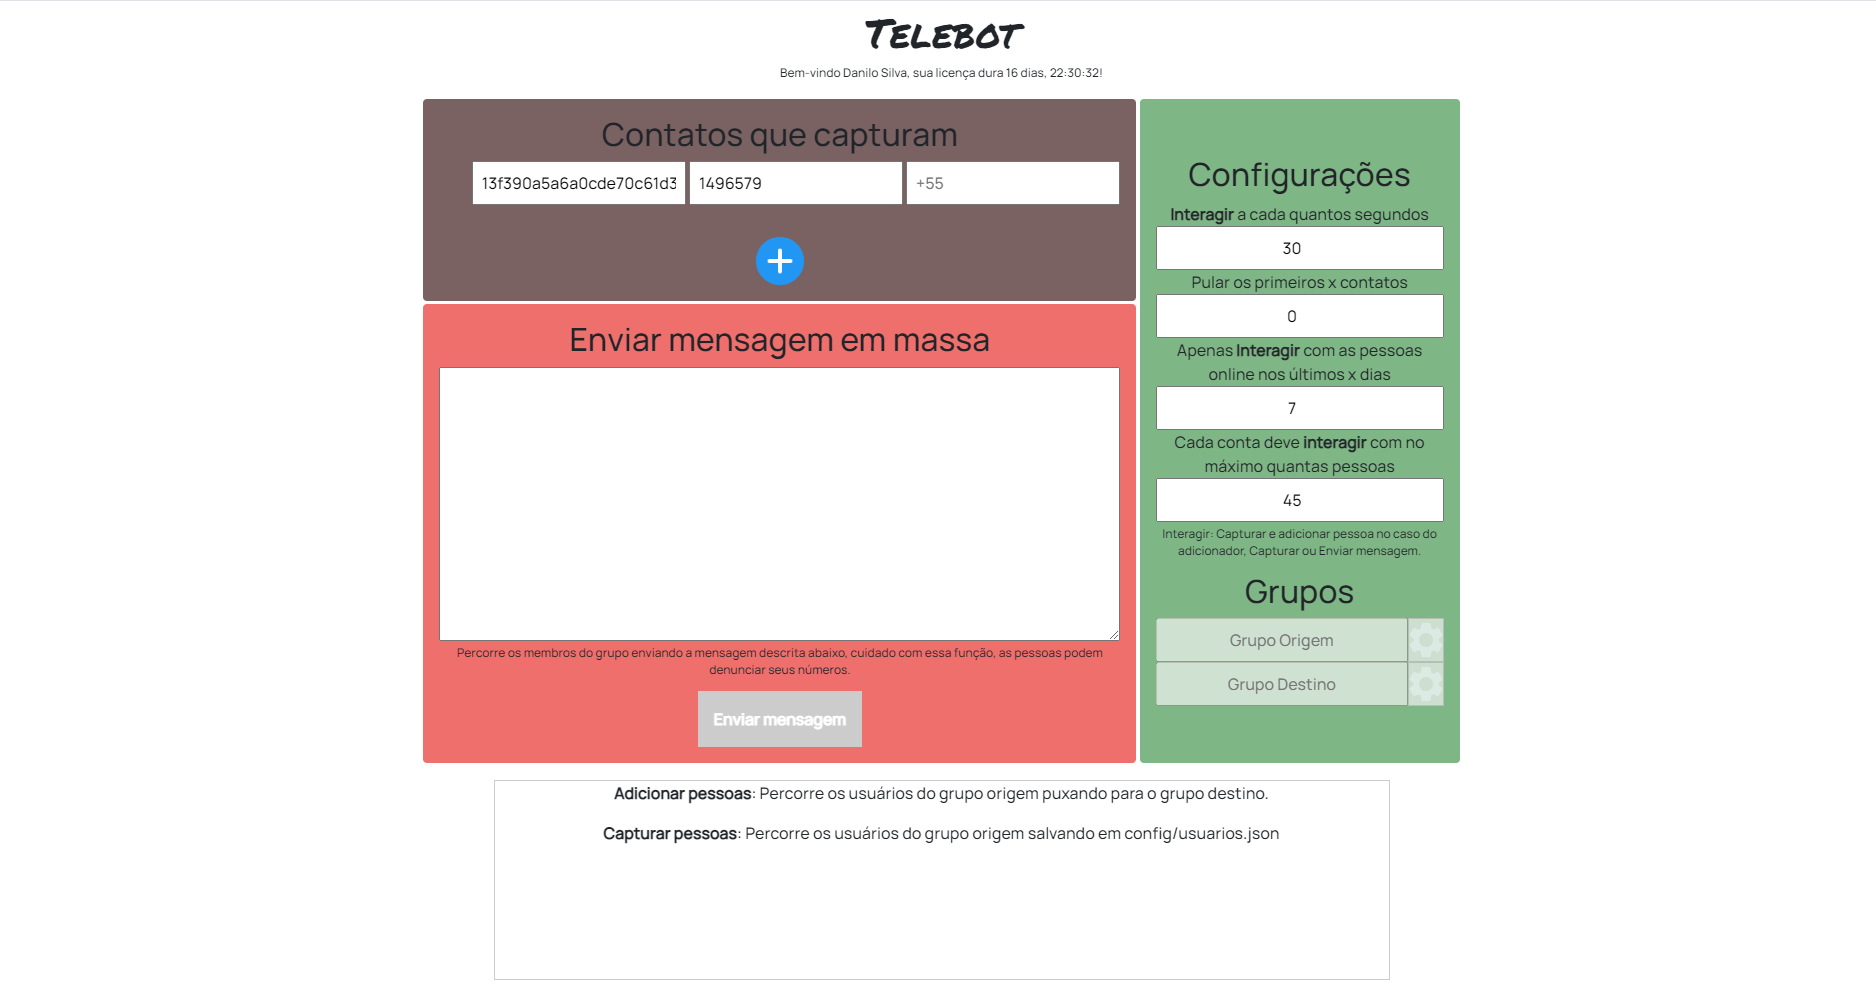 Telebot
Bem-vindo Danilo Silva, sua licença dura 16 dias, 22:30:32!
Contatos que capturam
13f390a5a6a0cde70c61d3
1496579
+55
Enviar mensagem em massa
Percorre os membros do grupo enviando a mensagem descrita abaixo, cuidado com essa função, as pessoas podem
denunciar seus números.
Enviar mensagem
Configurações
Interagir a cada quantos segundos
30
Pular os primeiros x contatos
0
Apenas Interagir com as pessoas
online nos últimos x dias
7
Cada conta deve interagir com no
máximo quantas pessoas
45
Interagir: Capturar e adicionar pessoa no caso do
adicionador, Capturar ou Enviar mensagem.
Grupos
Grupo Origem
Grupo Destino
Adicionar pessoas: Percorre os usuários do grupo origem puxando para o grupo destino.
Capturar pessoas: Percorre os usuários do grupo origem salvando em config/usuarios.json